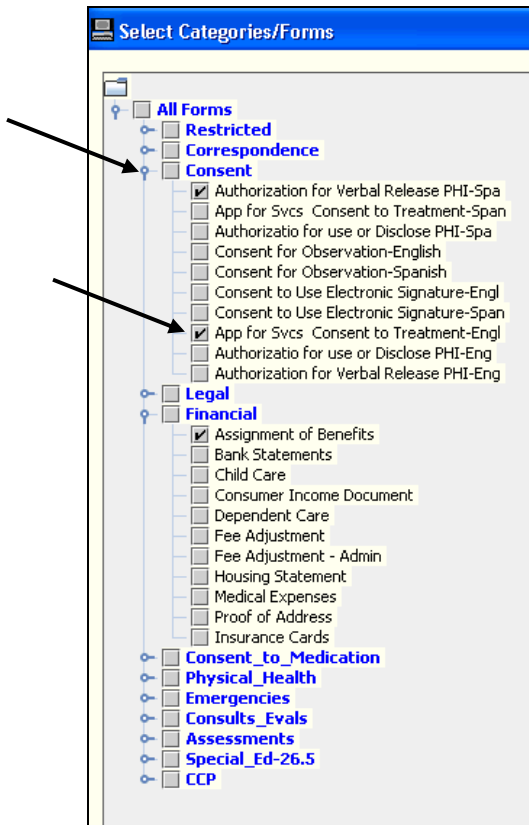 Select Categories/Forms
All Forms
Restricted
Correspondence
Consent
Authorization for Verbal Release PHI-Spa
App for Svcs Consent to Treatment-Span
Authorizatio for use or Disclose PHI-Spa
Consent for Observation-English
Consent for Observation-Spanish
Consent to Use Electronic Signature-Engl
Consent to Use Electronic Signature-Span
App for Svcs Consent to Treatment-Engl
Authorizatio for use or Disclose PHI-Eng
Authorization for Verbal Release PHI-Eng
Legal
Financial
Assignment of Benefits
Bank Statements
Child Care
Consumer Income Document
Dependent Care
Fee Adjustment
Fee Adjustment - Admin
Housing Statement
Medical Expenses
Proof of Address
Insurance Cards
Consent_to_Medication
Physical_Health
Emergencies
Consults_Evals
Assessments
Special_Ed-26.5
CCP